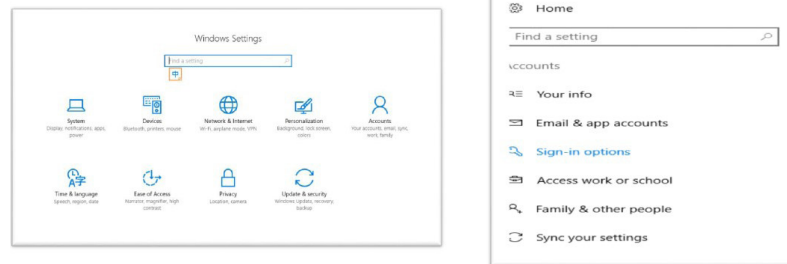 Windows Settings
Find a setting
中
System
Display, notifications, apps,
power
Devices
Bluetooth, printers, mouse
Network & Internet
Wi-Fi, airplane mode, VPN
Personalization
Background, lock screen,
colors
Accounts
Your accounts, email, sync,
work, family
Time & language
Speech, region, date
Ease of Access
Narrator, magnifier, high
contrast
Privacy
Location, camera
Update & security
Windows Update, recovery,
backup
Home
Find a setting
Accounts
Your info
Email & app accounts
Sign-in options
Access work or school
Family & other people
Sync your settings